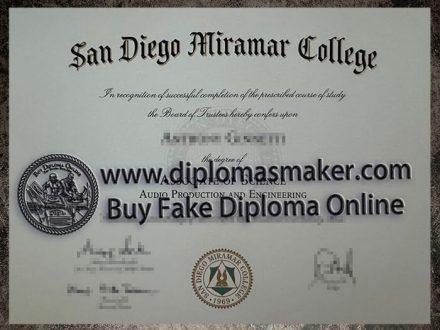 San Diego Miramar College
In recognition of successful completion of the prescribed course of study
the Board of Trustees hereby confers upon
the degree of
www.diplomasmaker.com
OF SCIENCE
AUDIO PRODUCTION AND ENGINEERING
Buy Fake Diploma Online
SAN DIEGO MIRAMAR COLLEGE
1969